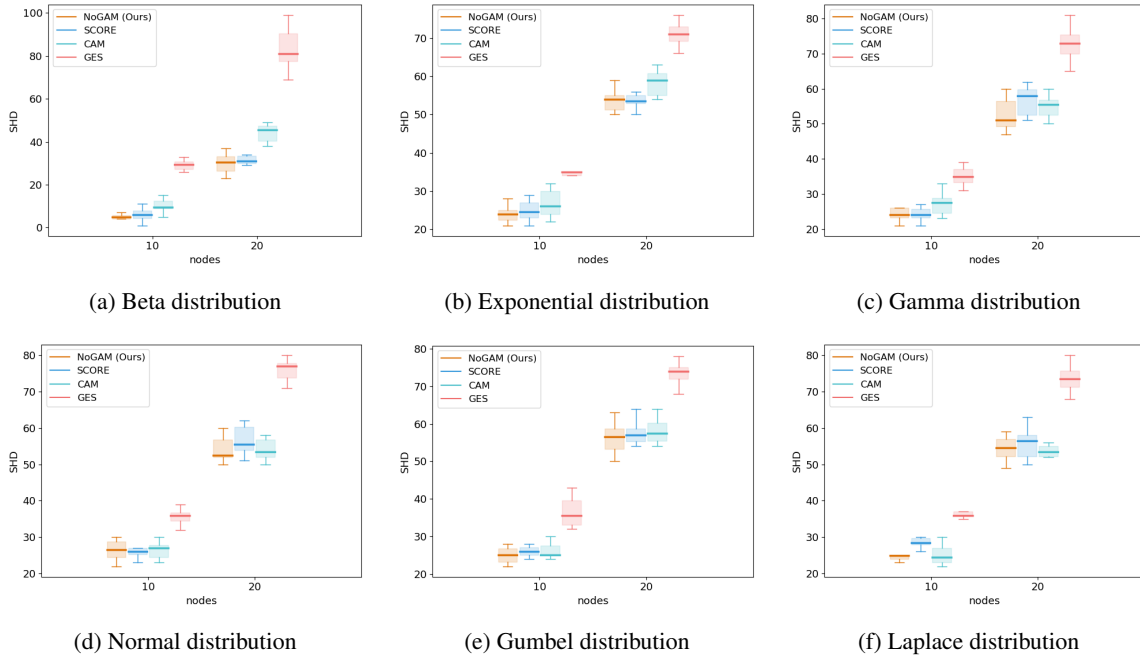 NoGAM (Ours)
SCORE
CAM
GES
100
80
60
40
20
0
SHD
10
20
nodes
(a) Beta distribution
NoGAM (Ours)
SCORE
CAM
GES
70
60
50
40
30
20
SHD
10
20
nodes
(b) Exponential distribution
NoGAM (Ours)
SCORE
CAM
GES
80
70
60
50
40
30
20
SHD
10
20
nodes
(c) Gamma distribution
NoGAM (Ours)
SCORE
CAM
GES
80
70
60
50
40
30
20
SHD
10
20
nodes
(d) Normal distribution
NoGAM (Ours)
SCORE
CAM
GES
80
70
60
50
40
30
20
SHD
10
20
nodes
(e) Gumbel distribution
NoGAM (Ours)
SCORE
CAM
GES
80
70
60
50
40
30
20
SHD
10
20
nodes
(f) Laplace distribution